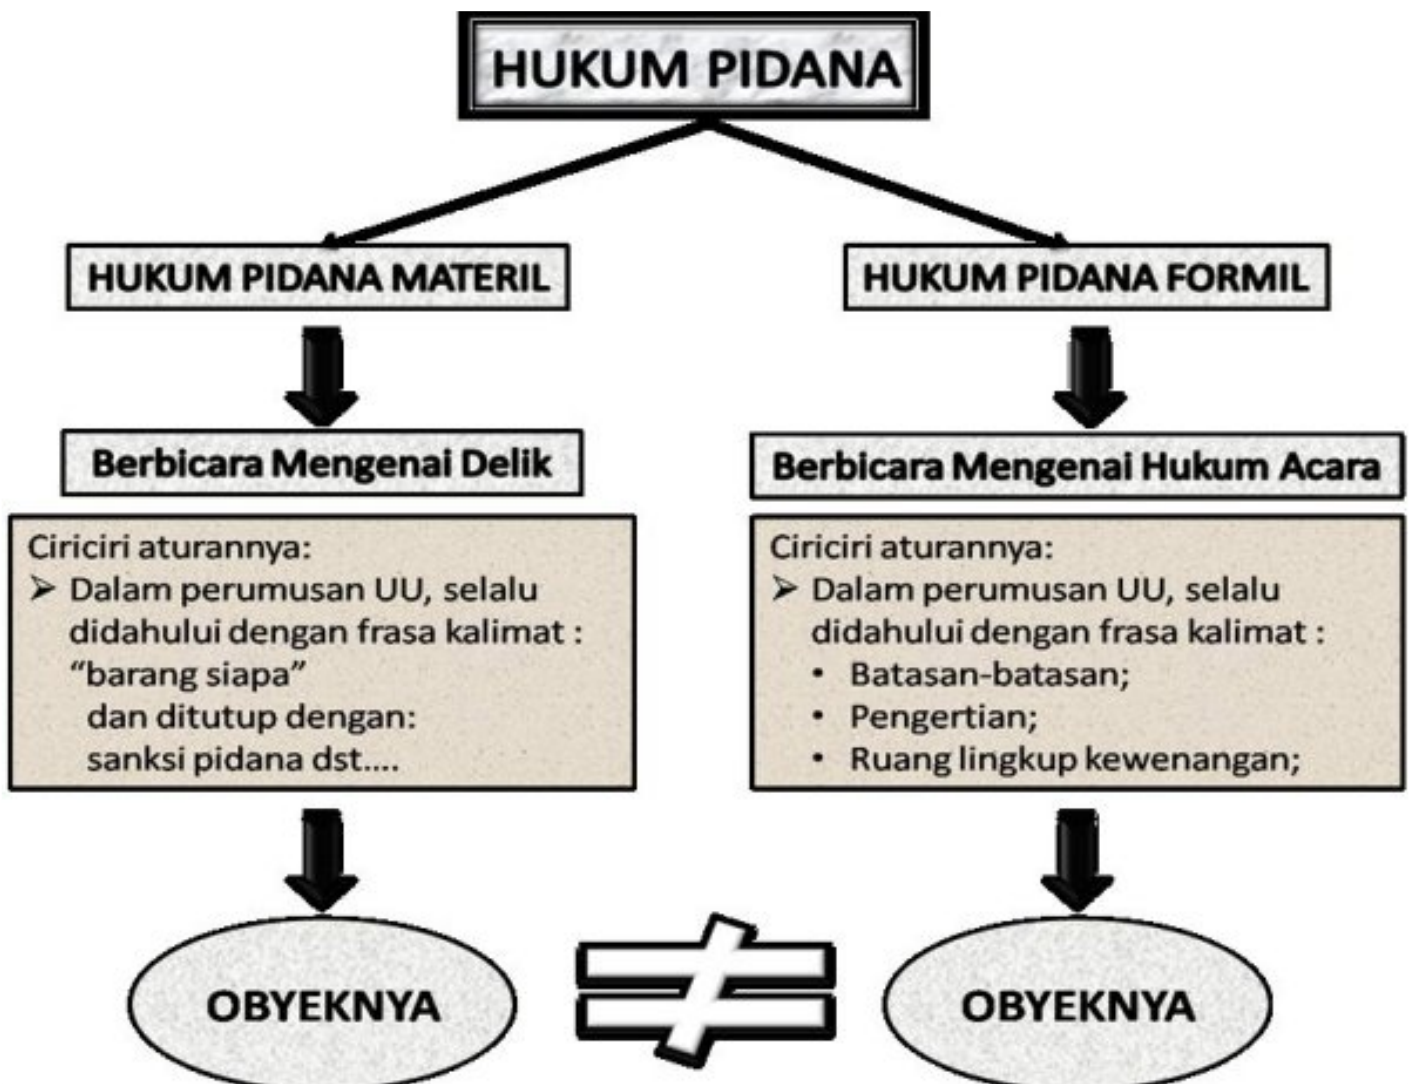 HUKUM PIDANA
HUKUM PIDANA MATERIL
Berbicara Mengenai Delik
Ciriciri aturannya:
➢ Dalam perumusan UU, selalu
didahului dengan frasa kalimat :
“barang siapa”
dan ditutup dengan:
sanksi pidana dst....
OBYEKNYA
≠
HUKUM PIDANA FORMIL
Berbicara Mengenai Hukum Acara
Ciriciri aturannya:
➢ Dalam perumusan UU, selalu
didahului dengan frasa kalimat :
• Batasan-batasan;
• Pengertian;
• Ruang lingkup kewenangan;
OBYEKNYA